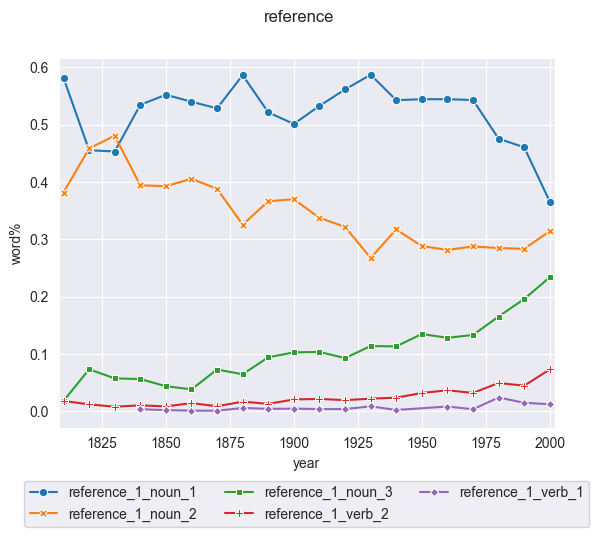 reference
0.6
0.5
0.4
0.3
0.2
0.1
0.0
word%
1825 1850 1875 1900 1925 1950 1975 2000
year
reference_1_noun_1 reference_1_noun_3 reference_1_verb_1
reference_1_noun_2 reference_1_verb_2